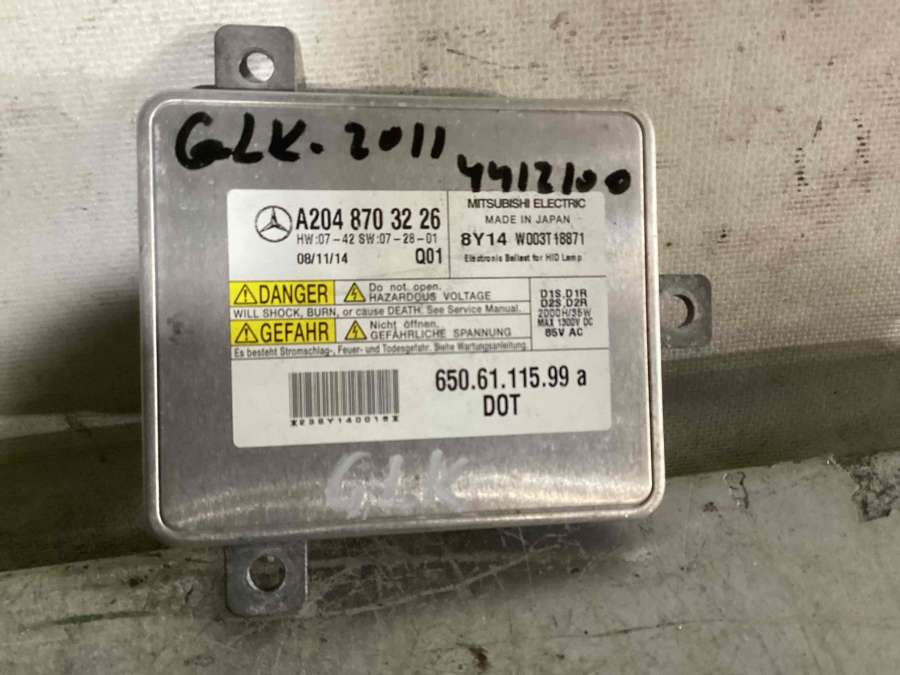 GLK. 2011
4412100
A204 870 3226
HW:07-42 SW:07-28-01
08/11/14 Q01
MITSUBISHI ELECTRIC
MADE IN JAPAN
8Y14 W003T18871
Electronic Ballast for HID Lamp
DANGER
Do not open.
HAZARDOUS VOLTAGE
WILL SHOCK, BURN, or cause DEATH. See Service Manual.
GEFAHR
Nicht öffnen.
GEFÄHRLICHE SPANNUNG
Es besteht Stromschlag-, Feuer- und Todesgefahr. Siehe Wartungsanleitung.
D1S.D1R
D2S.D2R
2000H/35W
MAX 1300V DC
85V AC
650.61.115.99 a
DOT
*238Y140015*
GLK